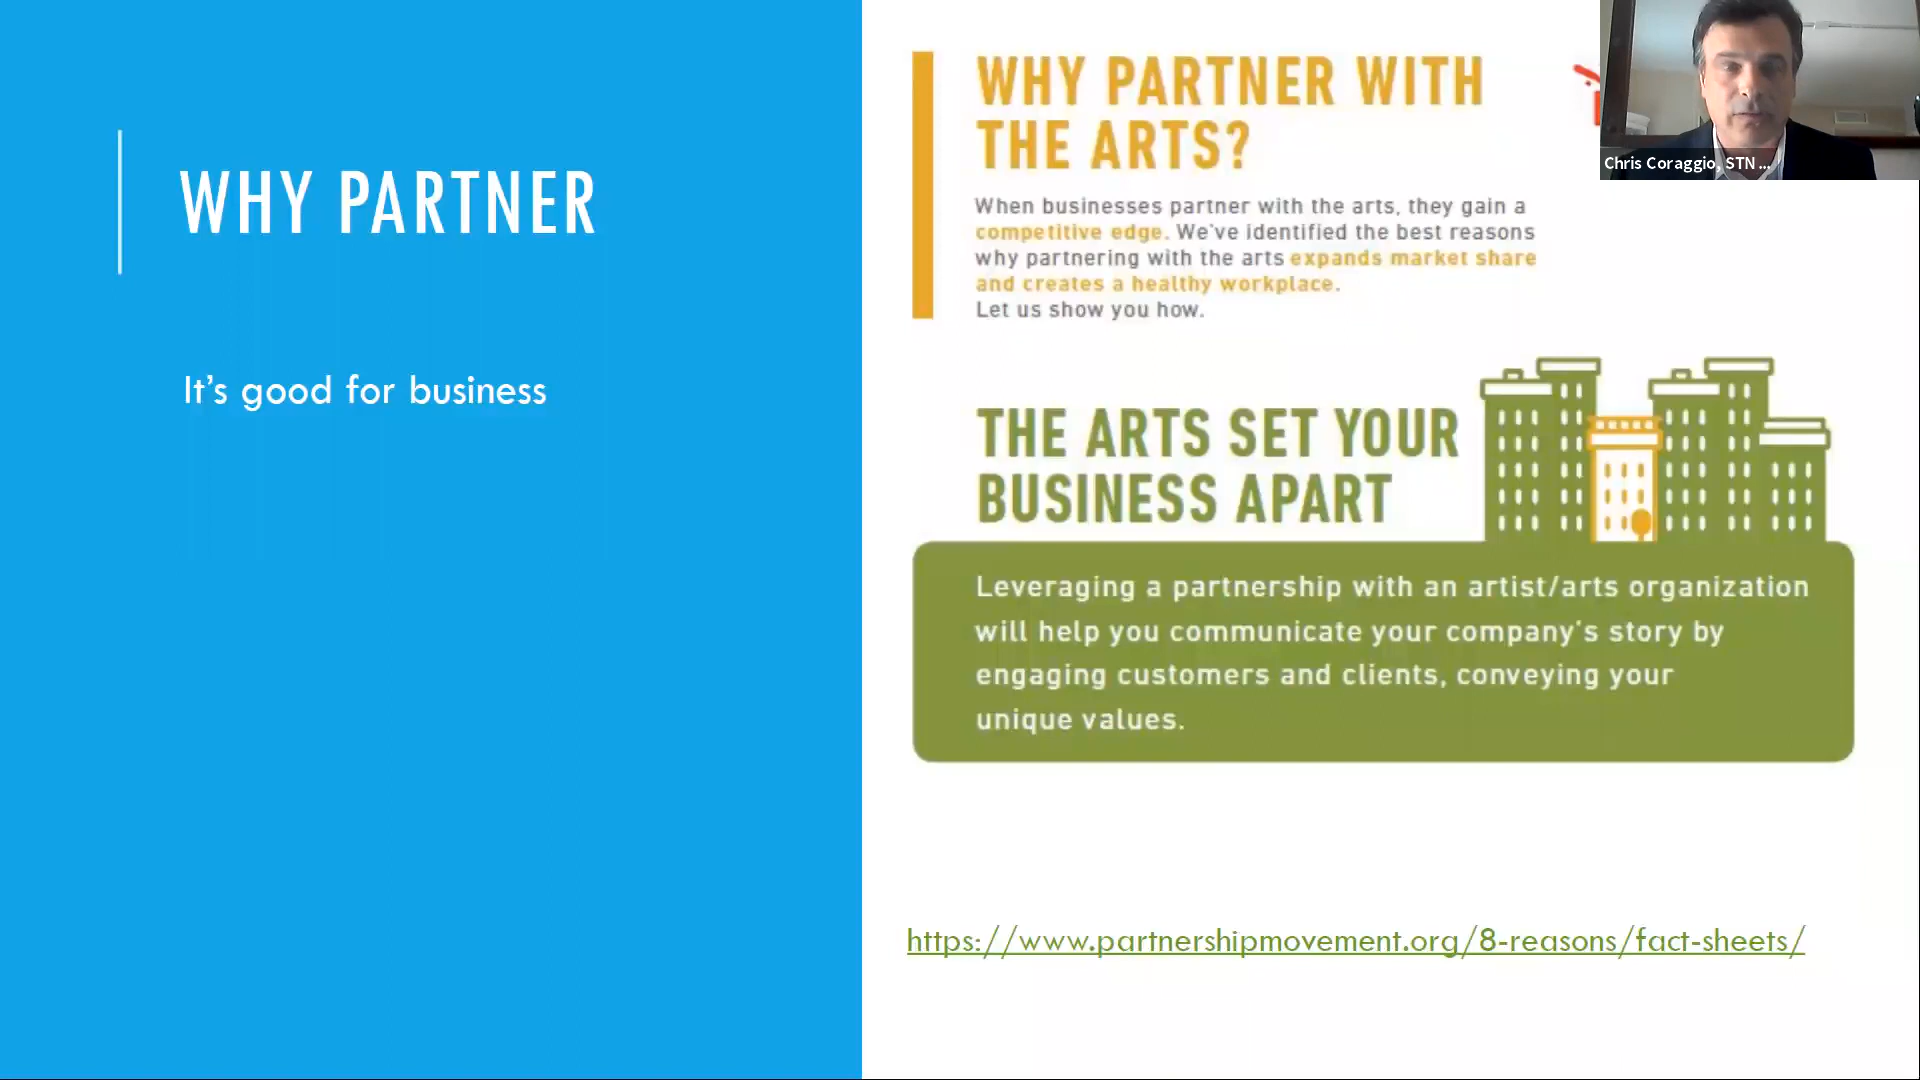 WHY PARTNER
It's good for business
WHY PARTNER WITH
THE ARTS?
When businesses partner with the arts, they gain a
competitive edge. We've identified the best reasons
why partnering with the arts expands market share
and creates a healthy workplace.
Let us show you how.
THE ARTS SET YOUR
BUSINESS APART
Leveraging a partnership with an artist/arts organization
will help you communicate your company's story by
engaging customers and clients, conveying your
unique values.
https://www.partnershipmovement.org/8-reasons/fact-sheets/
Chris Coraggio, STN ...